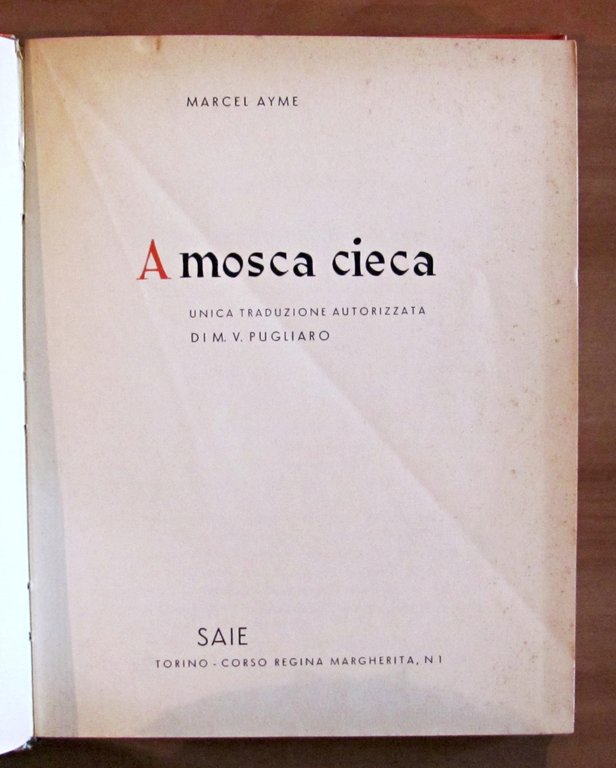 MARCEL AYME
A mosca cieca
UNICA TRADUZIONE AUTORIZZATA
DI M. V. PUGLIARO
SAIE
TORINO - CORSO REGINA MARGHERITA, N 1